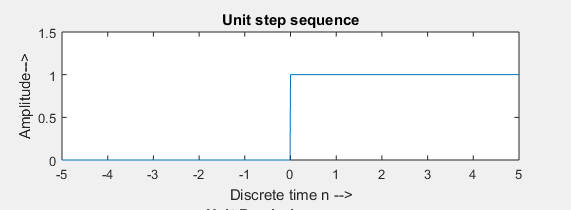 Unit step sequence
Amplitude-->
1.5
1
0.5
0
-5 -4 -3 -2 -1 0 1 2 3 4 5
Discrete time n -->